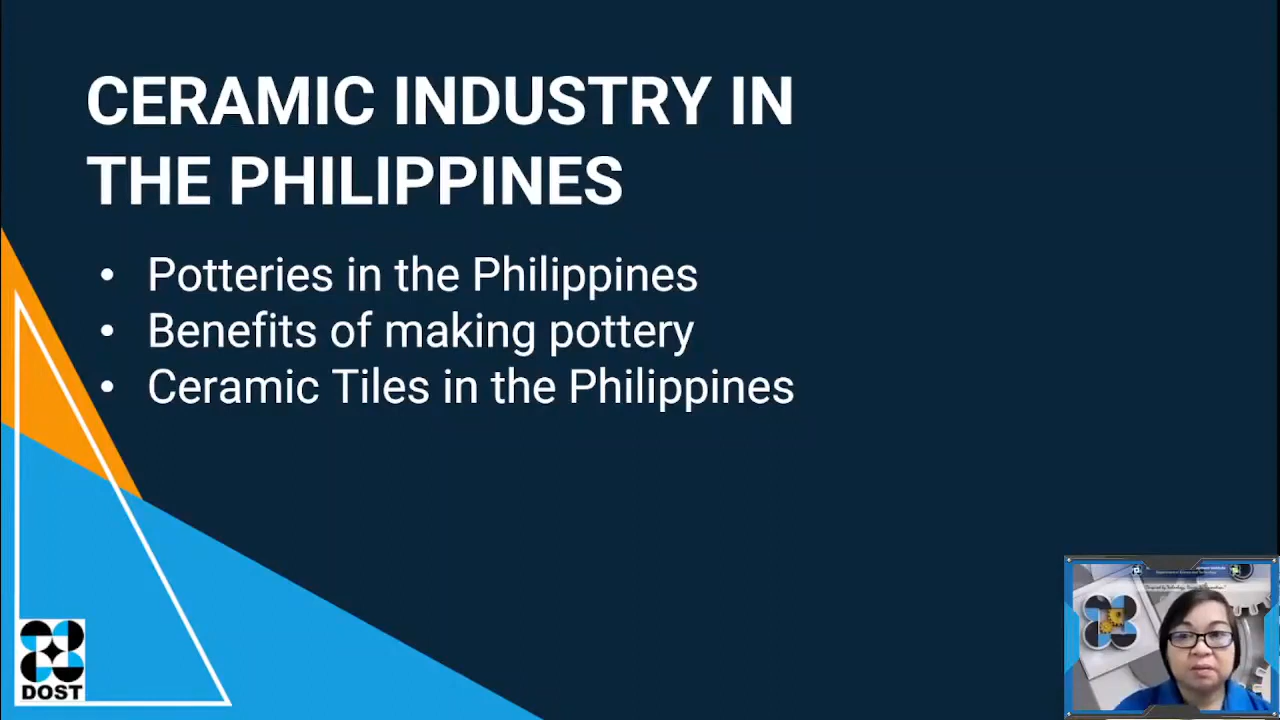 CERAMIC INDUSTRY IN
THE PHILIPPINES
• Potteries in the Philippines
• Benefits of making pottery
• Ceramic Tiles in the Philippines
DOST